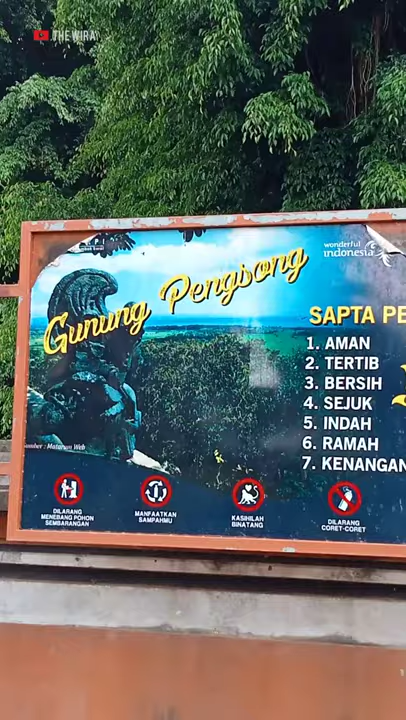 THE WIRA
Gunung Pengsong
wonderful
indonesia
SAPTA PE
1. AMAN
2. TERTIB
3. BERSIH
4. SEJUK
5. INDAH
6. RAMAH
7. KENANGAN
Sumber : Mataram Web
DILARANG
MENEBANG POHON
SEMBARANGAN
MANFAATKAN
SAMPAHMU
KASIHILAH
BINATANG
DILARANG
CORET-CORET